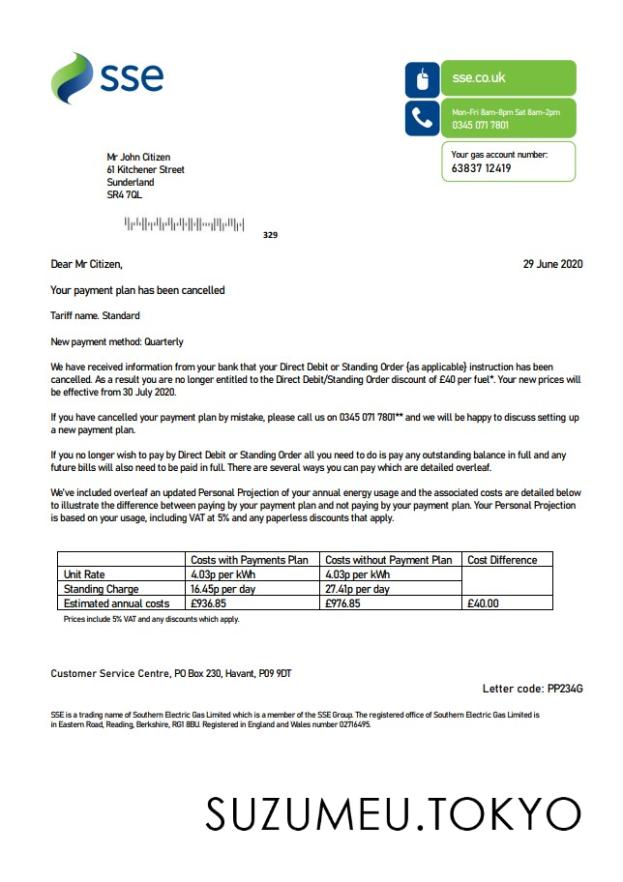 sse
sse.co.uk
Mon-Fri 8am-8pm Sat 8am-2pm
0345 071 7801
Your gas account number:
63837 12419
Mr John Citizen
61 Kitchener Street
Sunderland
SR4 7QL
329
Dear Mr Citizen,
29 June 2020
Your payment plan has been cancelled
Tariff name. Standard
New payment method: Quarterly
We have received information from your bank that your Direct Debit or Standing Order {as applicable} instruction has been
cancelled. As a result you are no longer entitled to the Direct Debit/Standing Order discount of £40 per fuel*. Your new prices will
be effective from 30 July 2020.
If you have cancelled your payment plan by mistake, please call us on 0345 071 7801** and we will be happy to discuss setting up
a new payment plan.
If you no longer wish to pay by Direct Debit or Standing Order all you need to do is pay any outstanding balance in full and any
future bills will also need to be paid in full. There are several ways you can pay which are detailed overleaf.
We've included overleaf an updated Personal Projection of your annual energy usage and the associated costs are detailed below
to illustrate the difference between paying by your payment plan and not paying by your payment plan. Your Personal Projection
is based on your usage, including VAT at 5% and any paperless discounts that apply.
Costs with Payments Plan Costs without Payment Plan Cost Difference
Unit Rate 4.03p per kWh 4.03p per kWh
Standing Charge 16.45p per day 27.41p per day
Estimated annual costs £936.85 £976.85 £40.00
Prices include 5% VAT and any discounts which apply.
Customer Service Centre, PO Box 230, Havant, P09 9DT
Letter code: PP234G
SSE is a trading name of Southern Electric Gas Limited which is a member of the SSE Group. The registered office of Southern Electric Gas Limited is
in Eastern Road, Reading, Berkshire, RG1 8BU. Registered in England and Wales number 02716495.
SUZUMEU.TOKYO